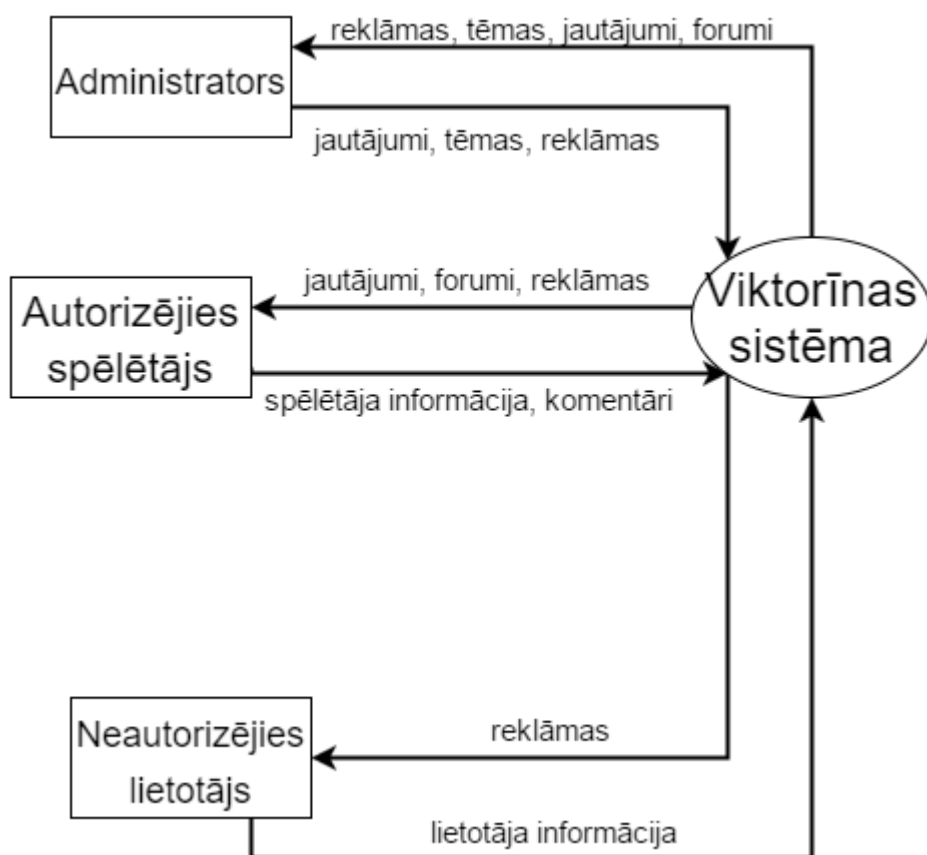 reklāmas, tēmas, jautājumi, forumi
Administrators
jautājumi, tēmas, reklāmas
jautājumi, forumi, reklāmas
Viktorīnas
sistēma
Autorizējies
spēlētājs
spēlētāja informācija, komentāri
Neautorizējies
lietotājs
reklāmas
lietotāja informācija